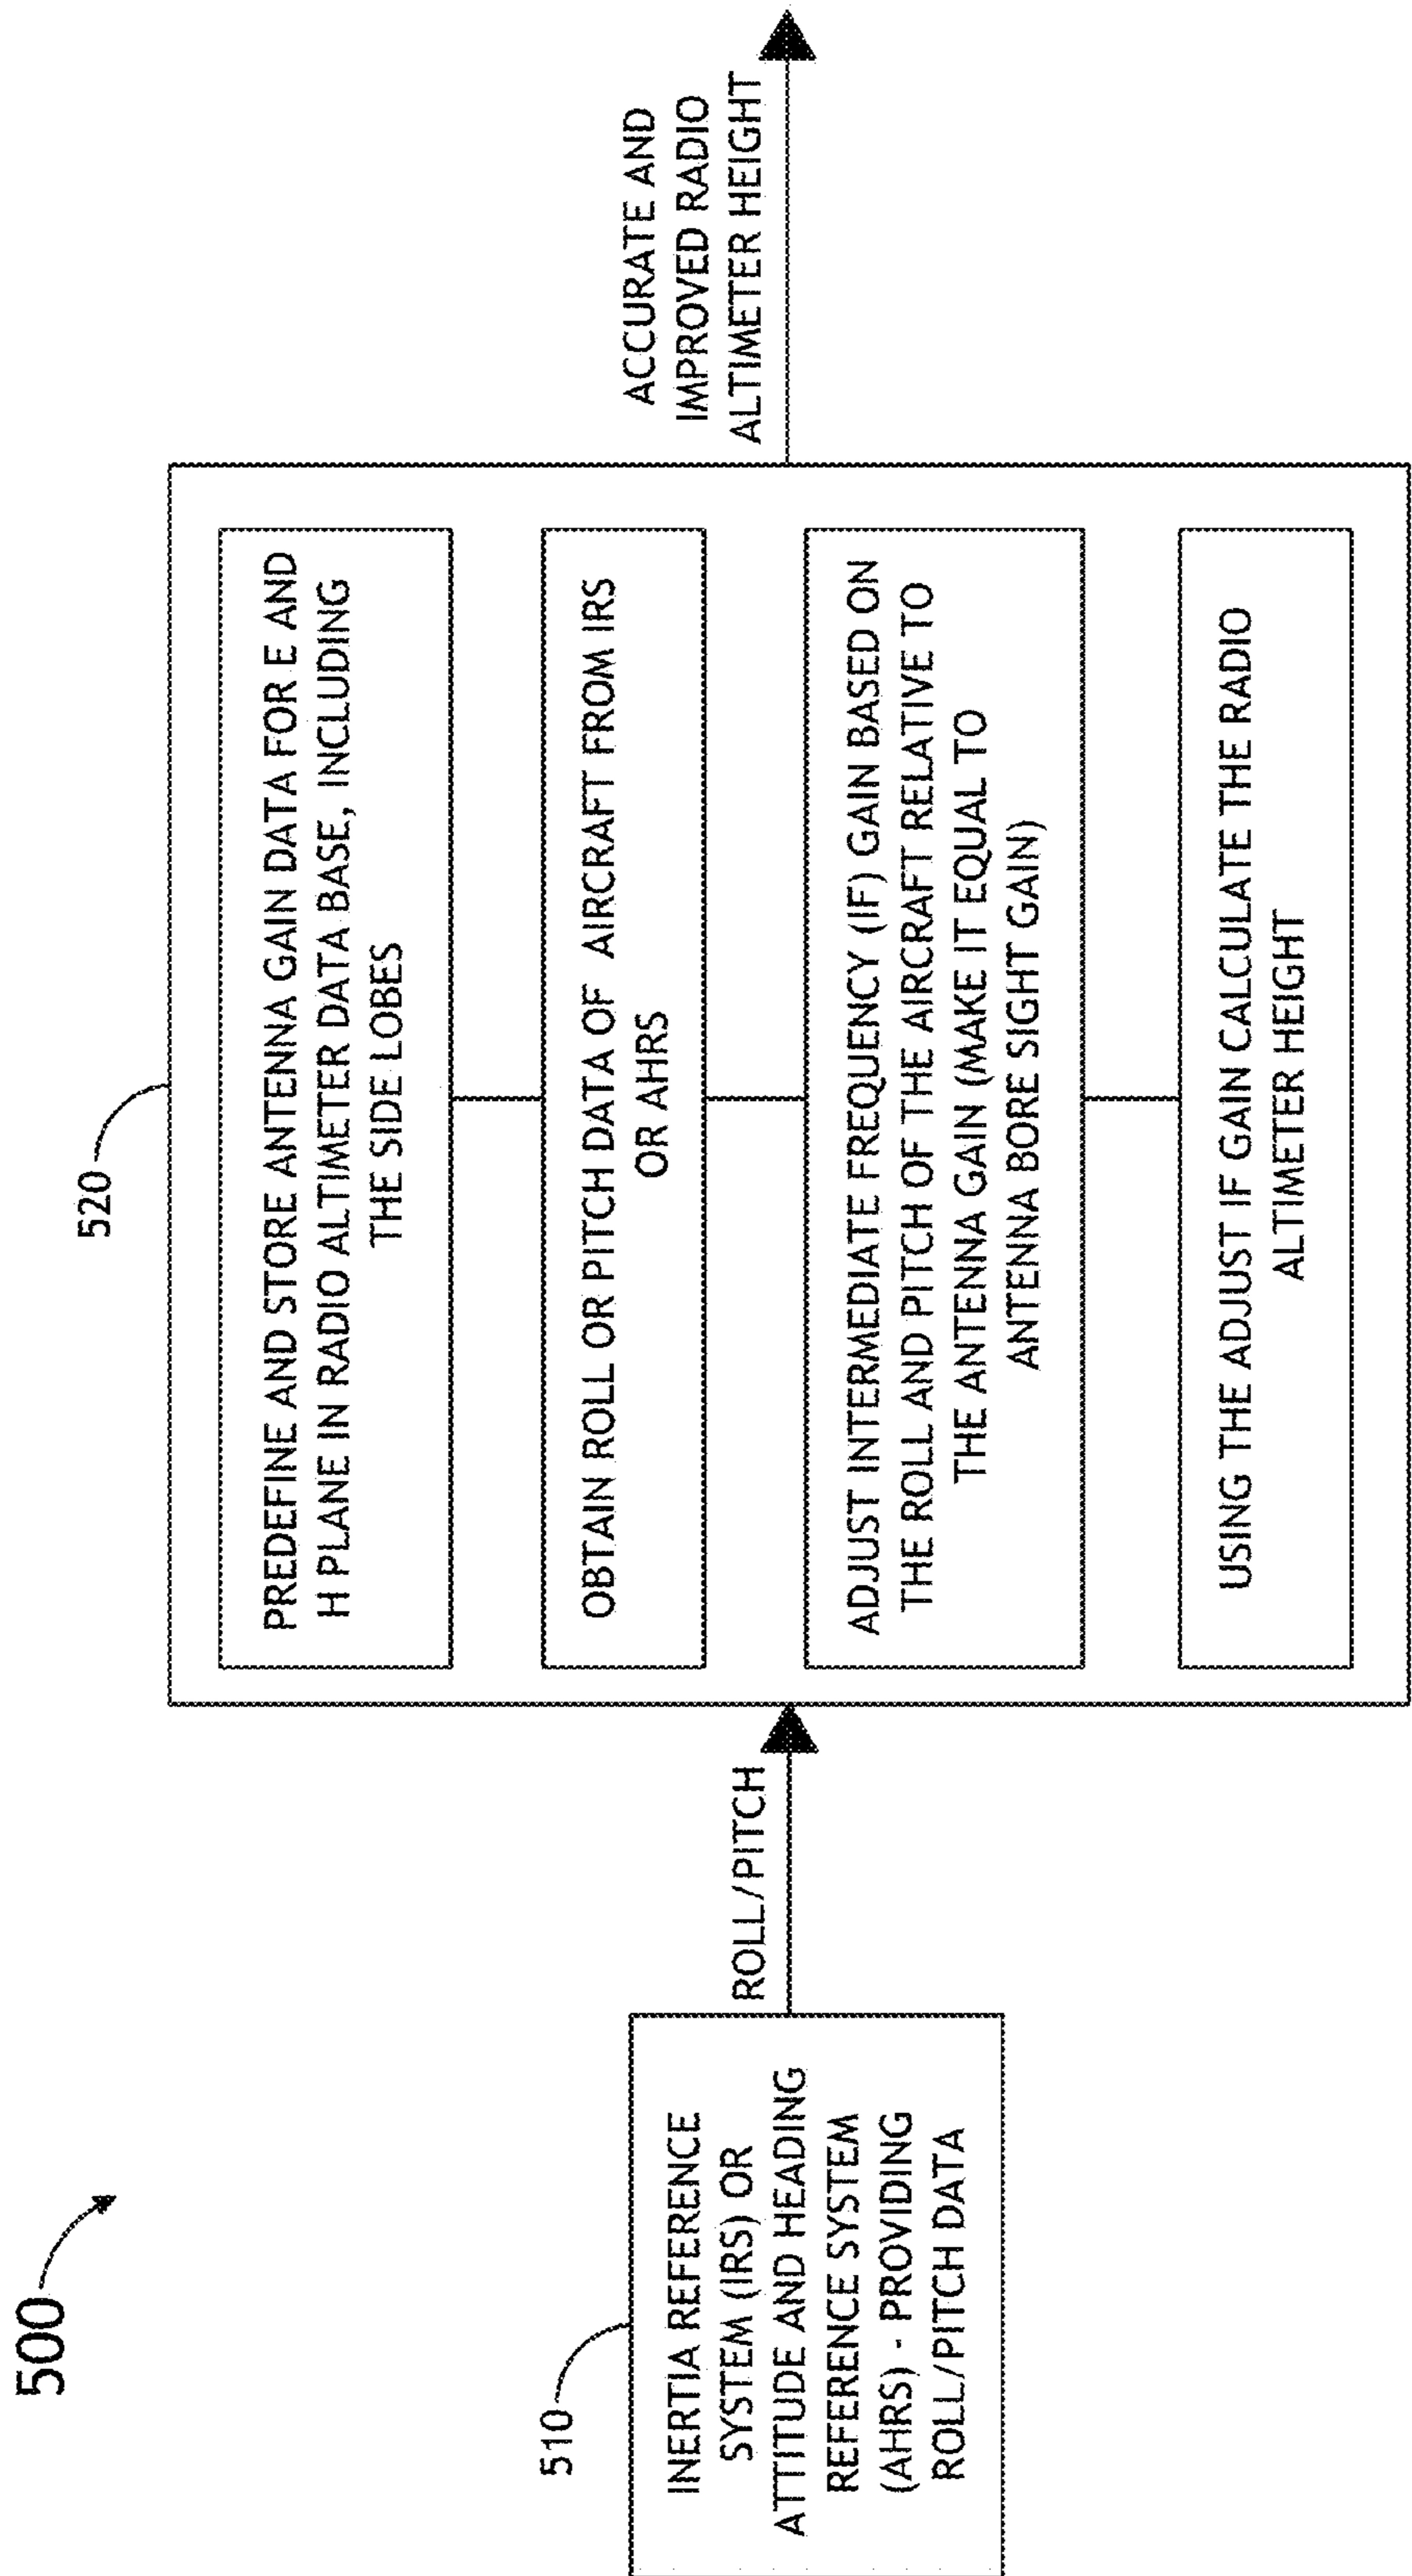 500
510
INERTIA REFERENCE
SYSTEM (IRS) OR
ATTITUDE AND HEADING
REFERENCE SYSTEM
(AHRS) - PROVIDING
ROLL/PITCH DATA
ROLL/PITCH
520
PREDEFINE AND STORE ANTENNA GAIN DATA FOR E AND
H PLANE IN RADIO ALTIMETER DATA BASE, INCLUDING
THE SIDE LOBES
OBTAIN ROLL OR PITCH DATA OF AIRCRAFT FROM IRS
OR AHRS
ADJUST INTERMEDIATE FREQUENCY (IF) GAIN BASED ON
THE ROLL AND PITCH OF THE AIRCRAFT RELATIVE TO
THE ANTENNA GAIN (MAKE IT EQUAL TO
ANTENNA BORE SIGHT GAIN)
USING THE ADJUST IF GAIN CALCULATE THE RADIO
ALTIMETER HEIGHT
ACCURATE AND
IMPROVED RADIO
ALTIMETER HEIGHT